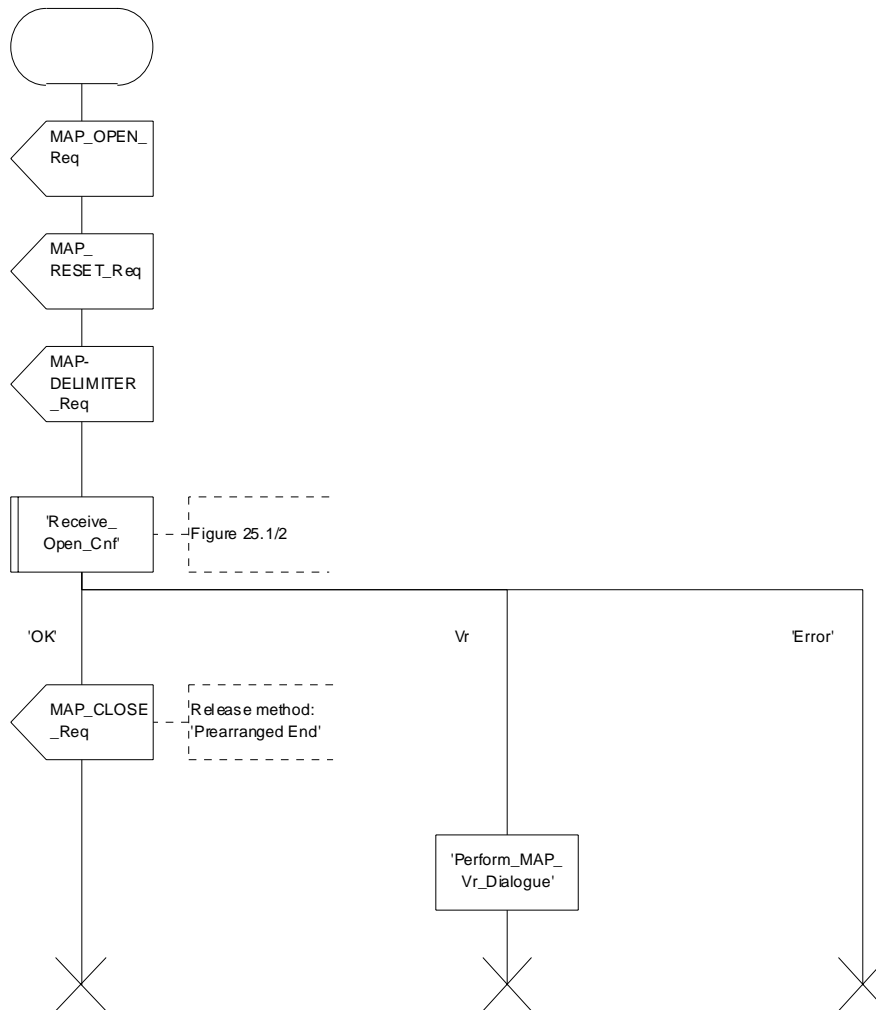 MAP_OPEN_
Req
MAP_
RESET_Req
MAP-
DELIMITER
_Req
'Receive_
Open_Cnf'
Figure 25.1/2
'OK'
Vr
'Error'
MAP_CLOSE
_Req
Release method:
'Prearranged End'
'Perform_MAP_
Vr_Dialogue'